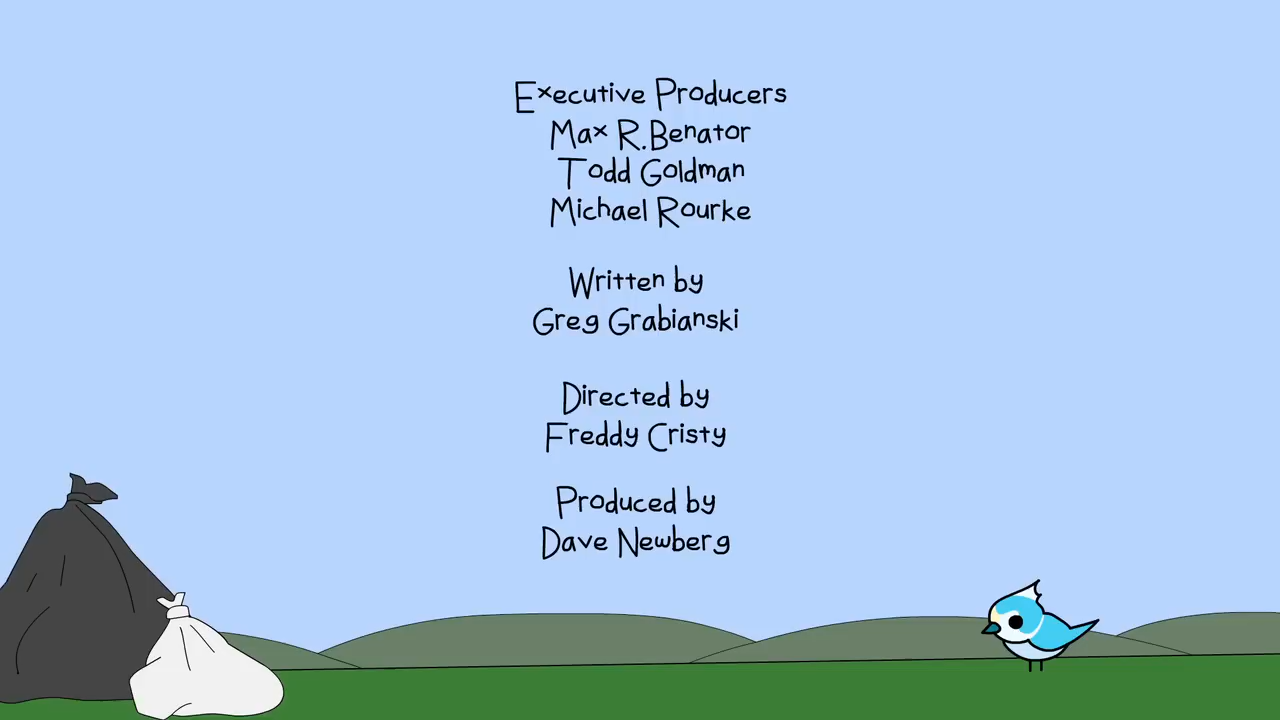 Executive Producers
Max R.Benator
Todd Goldman
Michael Rourke
Written by
Greg Grabianski
Directed by
Freddy Cristy
Produced by
Dave Newberg